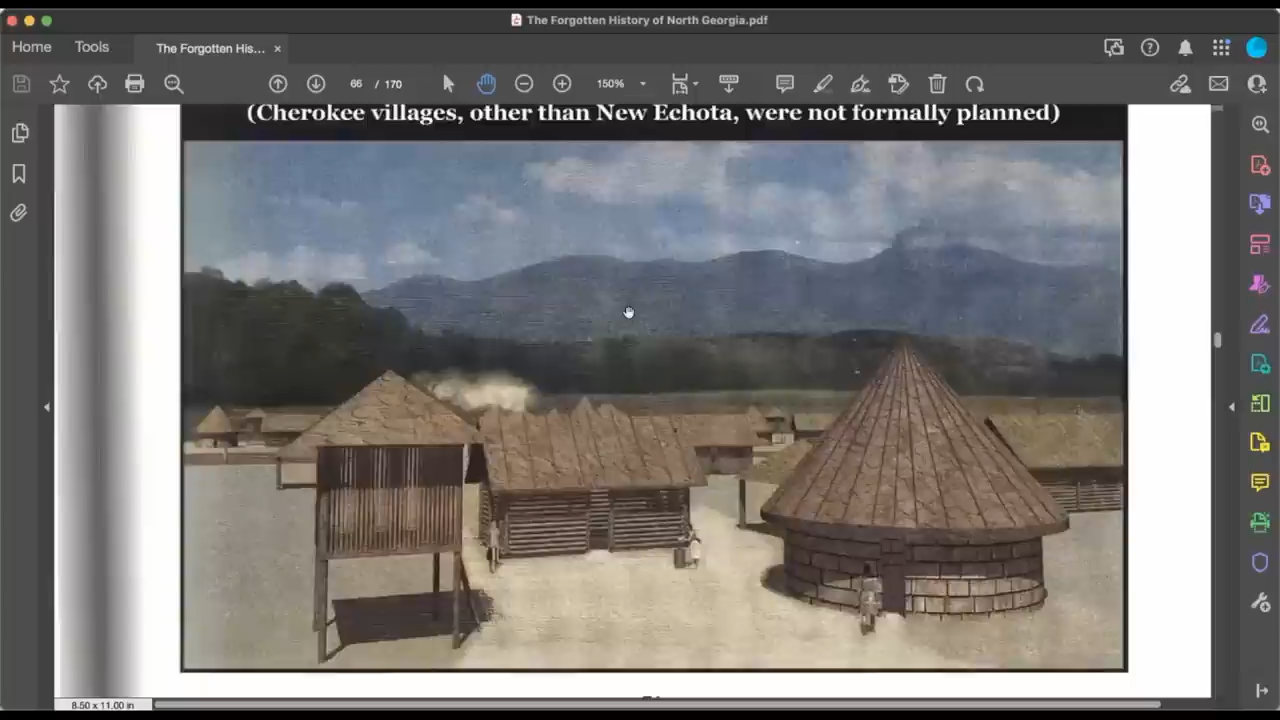 The Forgotten History of North Georgia.pdf
Home Tools The Forgotten His... ×
66 / 170 150%
(Cherokee villages, other than New Echota, were not formally planned)
8.50 x 11.00 in